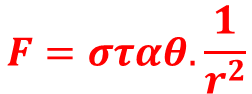 F = σταθ. 1/r²